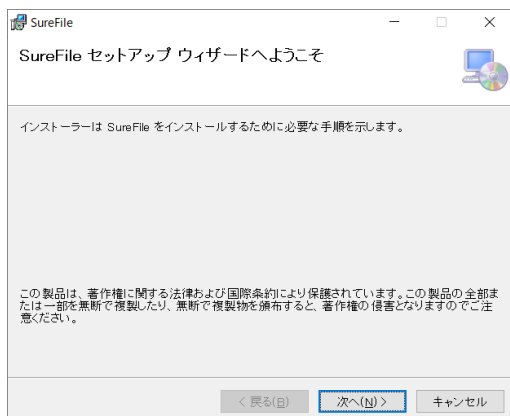 SureFile
SureFile セットアップ ウィザードへようこそ
インストーラーは SureFile をインストールするために必要な手順を示します。
この製品は、著作権に関する法律および国際条約により保護されています。この製品の全部ま
たは一部を無断で複製したり、無断で複製物を頒布すると、著作権の侵害となりますのでご注
意ください。
< 戻る(B)
次へ(N) >
キャンセル